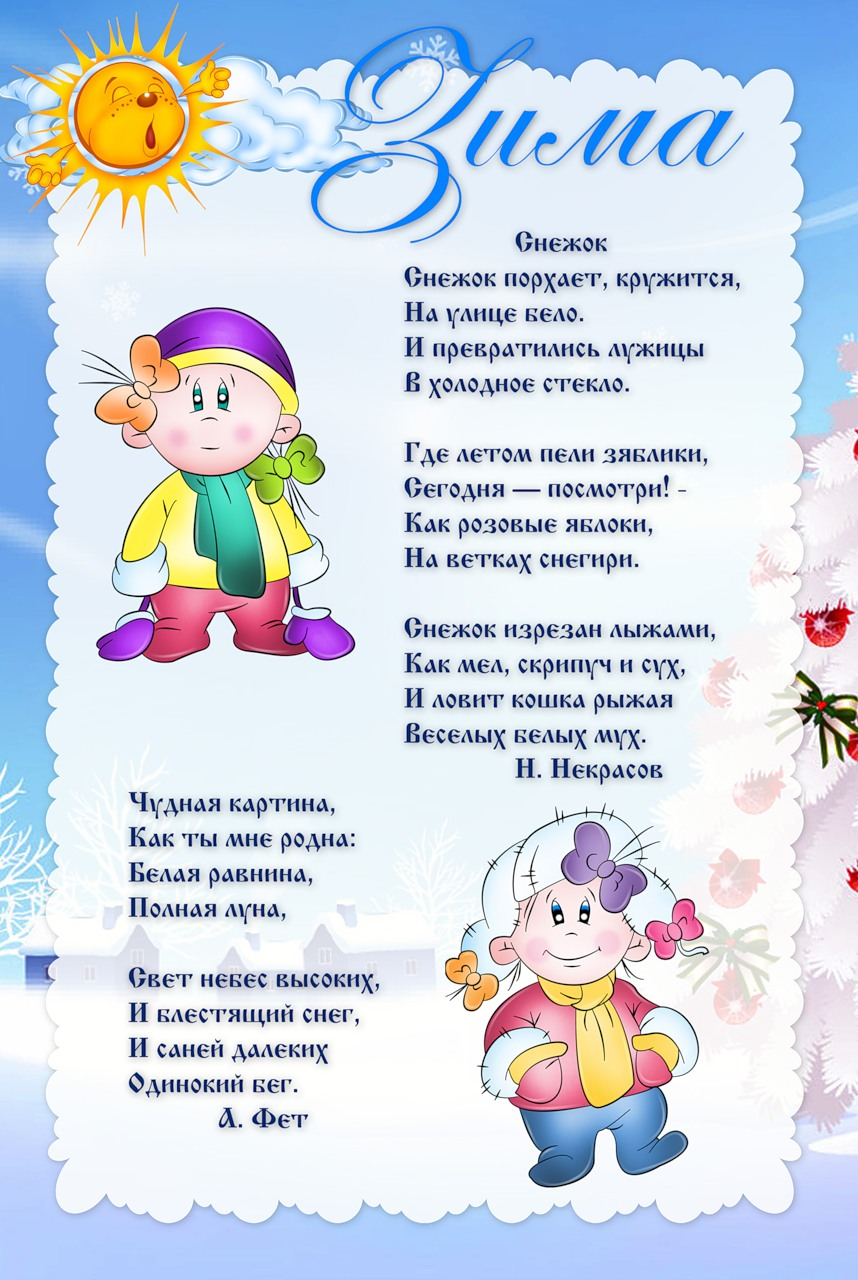 Зима
Снежок
Снежок порхает, кружится,
На улице бело.
И превратились лужицы
В холодное стекло.
Где летом пели зяблики,
Сегодня — посмотри! -
Как розовые яблоки,
На ветках снегири.
Снежок изрезан лыжами,
Как мел, скрипуч и сух,
И ловит кошка рыжая
Веселых белых мух.
Н. Некрасов
Чудная картина,
Как ты мне родна:
Белая равнина,
Полная луна,
Свет небес высоких,
И блестящий снег,
И саней далеких
Одинокий бег.
А. Фет